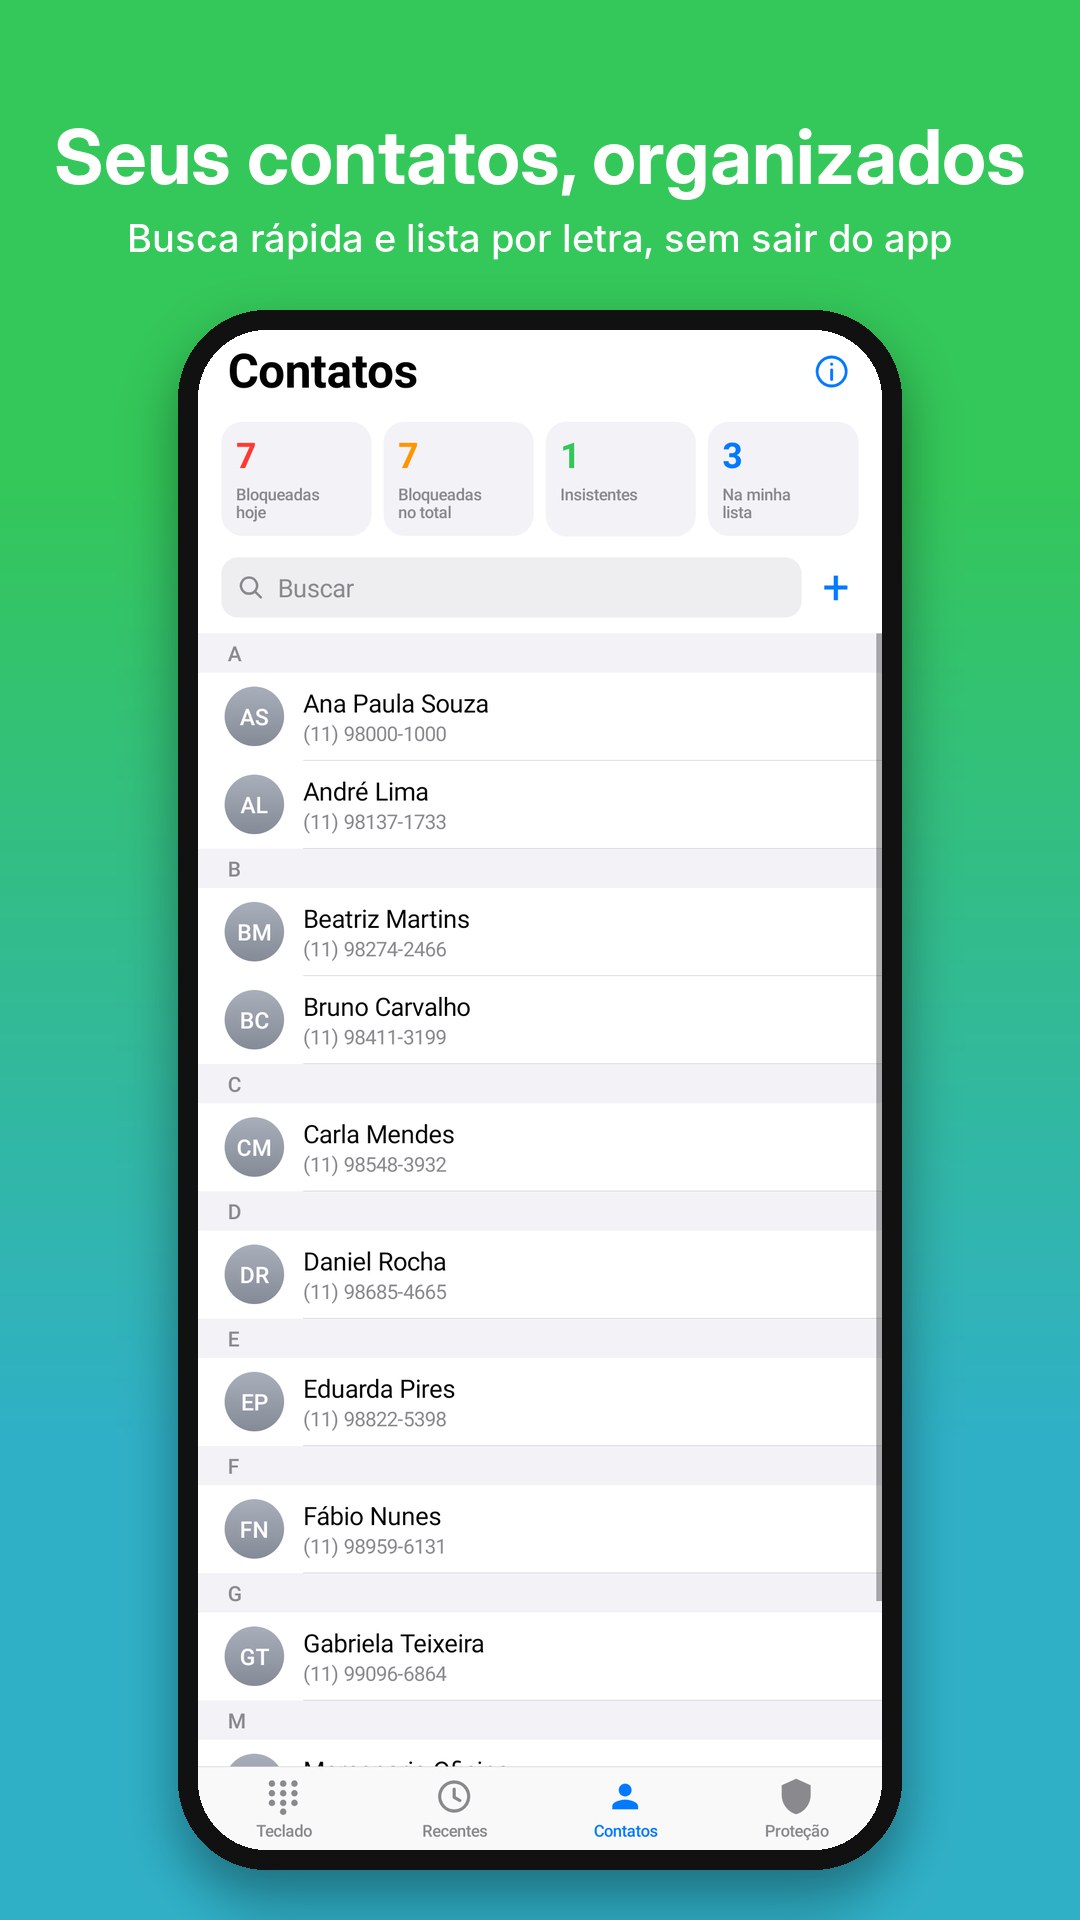 Seus contatos, organizados
Busca rápida e lista por letra, sem sair do app
Contatos
7
Bloqueadas
hoje
7
Bloqueadas
no total
1
Insistentes
3
Na minha
lista
Buscar
A
AS
Ana Paula Souza
(11) 98000-1000
AL
André Lima
(11) 98137-1733
B
BM
Beatriz Martins
(11) 98274-2466
BC
Bruno Carvalho
(11) 98411-3199
C
CM
Carla Mendes
(11) 98548-3932
D
DR
Daniel Rocha
(11) 98685-4665
E
EP
Eduarda Pires
(11) 98822-5398
F
FN
Fábio Nunes
(11) 98959-6131
G
GT
Gabriela Teixeira
(11) 99096-6864
M
Teclado
Recentes
Contatos
Proteção